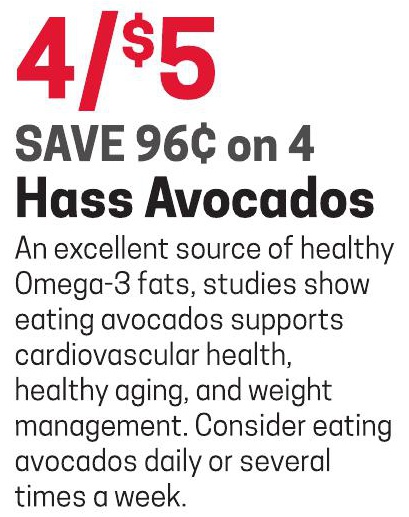 4/$5
SAVE 96¢ on 4
Hass Avocados
An excellent source of healthy
Omega-3 fats, studies show
eating avocados supports
cardiovascular health,
healthy aging, and weight
management. Consider eating
avocados daily or several
times a week.